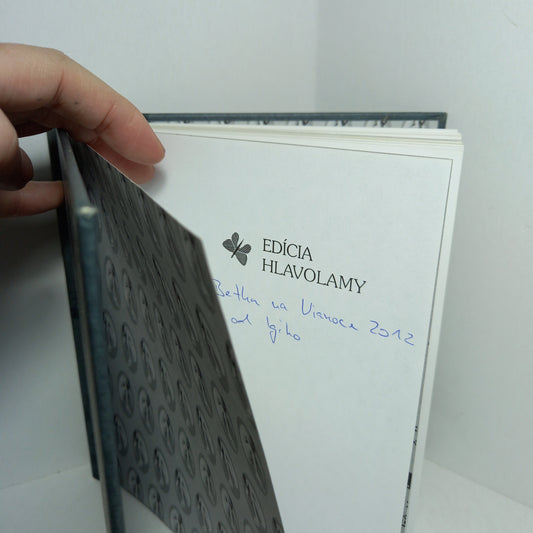 EDÍCIA
HLAVOLAMY
Betka na Vianoce 2012
od Igiho